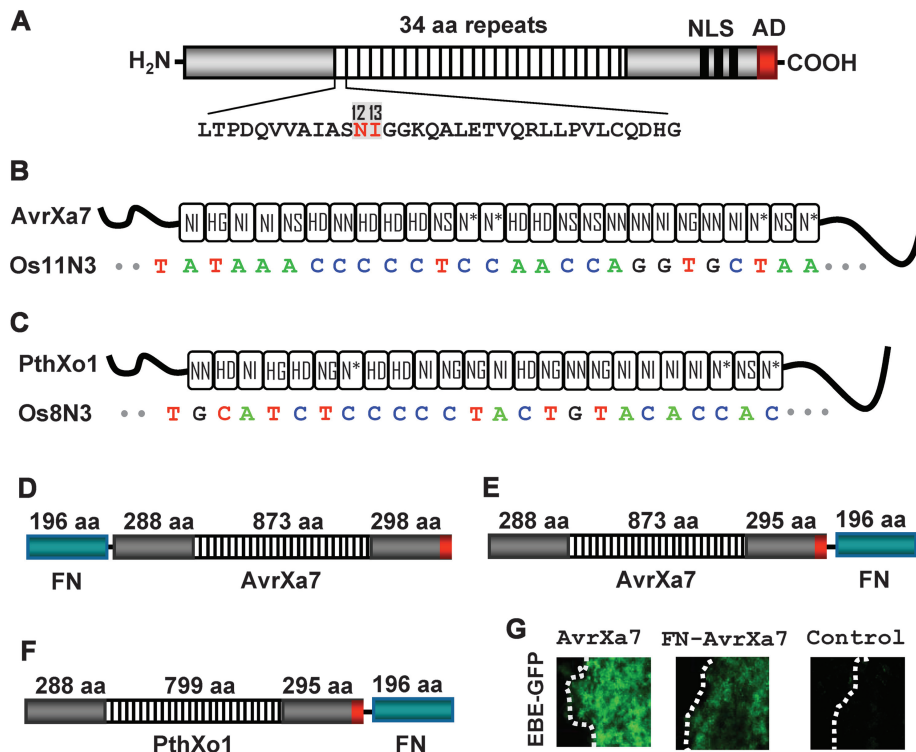 A
34 aa repeats
NLS AD
H2N COOH
12 13
LTPDQVVAIASNIGGKQALETVQRLLPVLCQDHG
B
AvrXa7 NI HG NI NI NS HD NN HD HD HD NS N* N* HD HD NS NS NN NN NI NG NN NI N* NS N*
Os11N3 T A T A A A C C C C C T C C A A C C A G G T G C T A A
C
PthXo1 NN HD NI HG HD NG N* HD HD NI NG NG NI HD NG NN NG NI NI NI NI N* NS N*
Os8N3 T G C A T C T C C C C C T A C T G T A C A C C A C
D
196 aa 288 aa 873 aa 298 aa
FN AvrXa7
E
288 aa 873 aa 295 aa 196 aa
AvrXa7 FN
F
288 aa 799 aa 295 aa 196 aa
PthXo1 FN
G
AvrXa7 FN-AvrXa7 Control
EBE-GFP